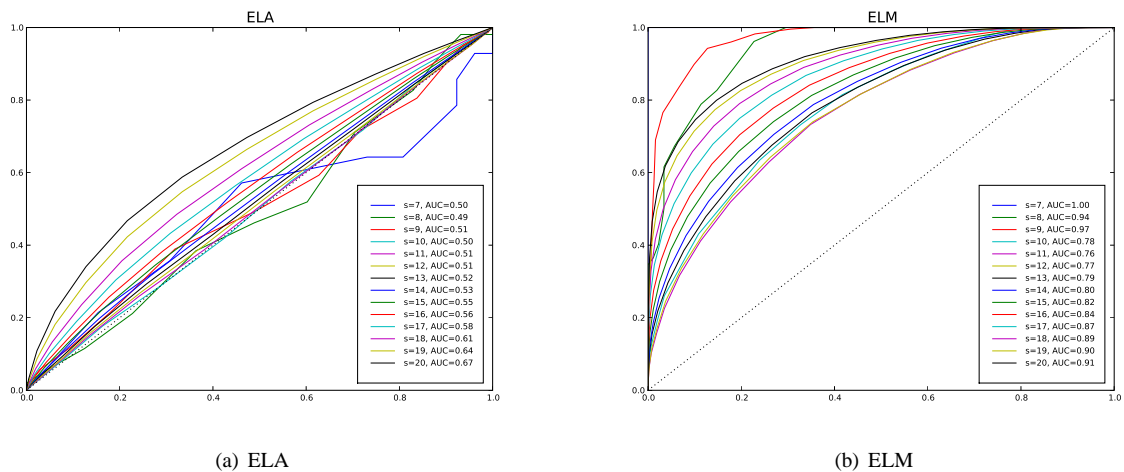 ELA
1.0
0.8
0.6
0.4
0.2
0.0
0.0 0.2 0.4 0.6 0.8 1.0
s=7, AUC=0.50
s=8, AUC=0.49
s=9, AUC=0.51
s=10, AUC=0.50
s=11, AUC=0.51
s=12, AUC=0.51
s=13, AUC=0.52
s=14, AUC=0.53
s=15, AUC=0.55
s=16, AUC=0.56
s=17, AUC=0.58
s=18, AUC=0.61
s=19, AUC=0.64
s=20, AUC=0.67
(a) ELA
ELM
1.0
0.8
0.6
0.4
0.2
0.0
0.0 0.2 0.4 0.6 0.8 1.0
s=7, AUC=1.00
s=8, AUC=0.94
s=9, AUC=0.97
s=10, AUC=0.78
s=11, AUC=0.76
s=12, AUC=0.77
s=13, AUC=0.79
s=14, AUC=0.80
s=15, AUC=0.82
s=16, AUC=0.84
s=17, AUC=0.87
s=18, AUC=0.89
s=19, AUC=0.90
s=20, AUC=0.91
(b) ELM